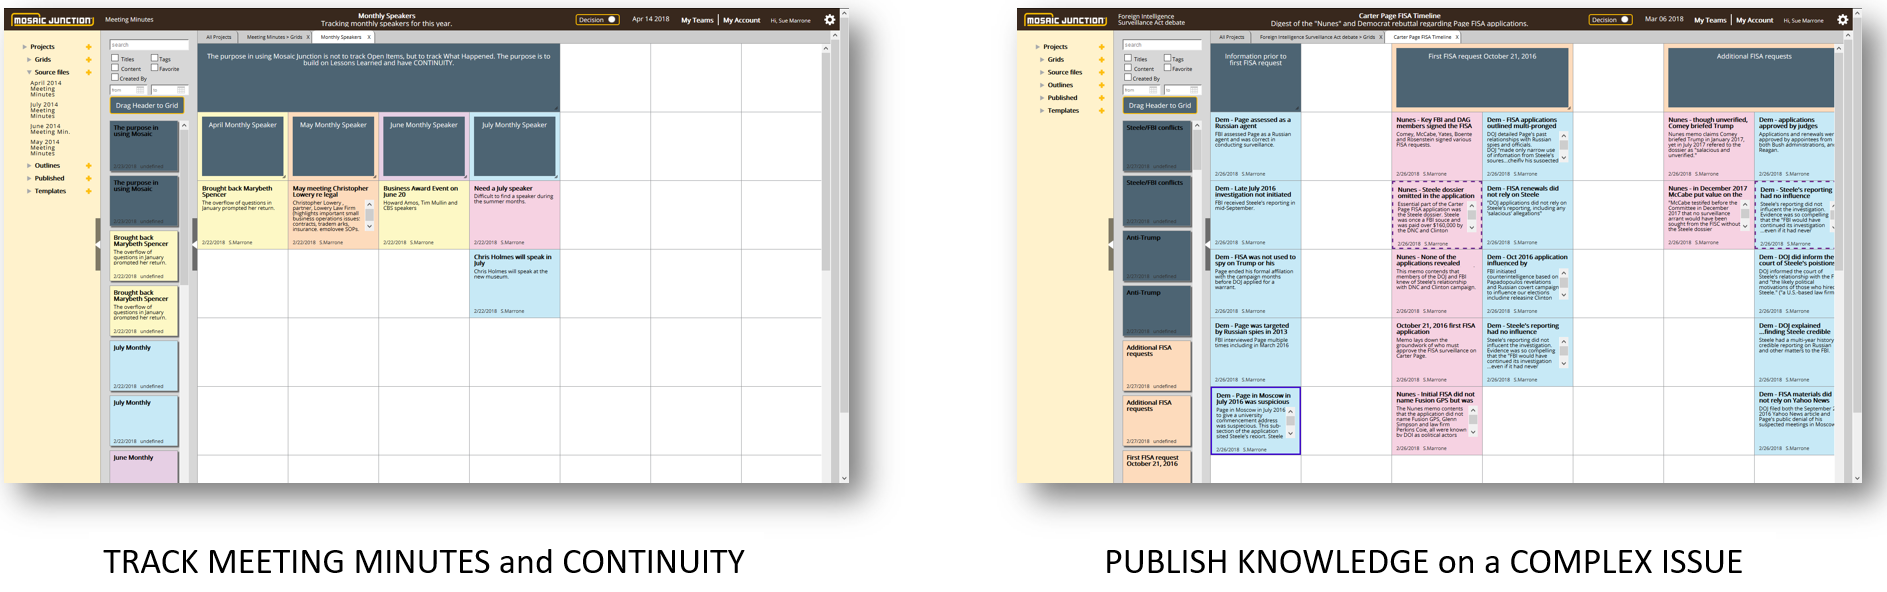 MOSAIC JUNCTION
Meeting Minutes
Monthly Speakers
Tracking monthly speakers for this year.
Decision
Apr 14 2018
My Teams | My Account
Hi, Sue Marrone
Projects
Grids
Source files
April 2014
Meeting
Minutes
July 2014
Meeting
Minutes
June 2014
Meeting Min.
May 2014
Meeting
Minutes
Outlines
Published
Templates
search
Titles
Tags
Content
Favorite
Created By
from
to
Drag Header to Grid
The purpose in
using Mosaic
2/22/2018 undefined
The purpose in
using Mosaic
2/22/2018 undefined
Brought back
Marybeth Spencer
The overflow of
questions in January
prompted her return.
2/22/2018 undefined
Brought back
Marybeth Spencer
The overflow of
questions in January
prompted her return.
2/22/2018 undefined
July Monthly
2/22/2018 undefined
July Monthly
2/22/2018 undefined
June Monthly
All Projects
Meeting Minutes > Grids X
Monthly Speakers X
The purpose in using Mosaic Junction is not to track Open Items, but to track What Happened. The purpose is to
build on Lessons Learned and have CONTINUITY.
April Monthly Speaker
May Monthly Speaker
June Monthly Speaker
July Monthly Speaker
Brought back Marybeth
Spencer
The overflow of questions in
January prompted her return.
2/22/2018 S.Marrone
May meeting Christopher
Lowery re legal
Christopher Lowery ,
partner, Lowery Law Firm
highlights important small
business operations issues:
contracts, tradem arks,
insurance, employee SOPs.
2/22/2018 S.Marrone
Business Award Event on
June 20
Howard Amos, Tim Mullin and
CBS speakers
2/22/2018 S.Marrone
Need a July speaker
Difficult to find a speaker during
the summer months.
2/22/2018 S.Marrone
Chris Holmes will speak in
July
Chris Holmes will speak at the
new museum.
2/22/2018 S.Marrone
TRACK MEETING MINUTES and CONTINUITY
MOSAIC JUNCTION
Foreign Intelligence
Surveillance Act debate
Carter Page FISA Timeline
Digest of the "Nunes" and Democrat rebuttal regarding Page FISA applications.
Decision
Mar 06 2018
My Teams | My Account
Hi, Sue Marrone
Projects
Grids
Source files
Outlines
Published
Templates
search
Titles
Tags
Content
Favorite
Created By
from
to
Drag Header to Grid
Steele/FBI conflicts
2/27/2018 undefined
Steele/FBI conflicts
2/27/2018 undefined
Anti-Trump
2/27/2018 undefined
Anti-Trump
2/27/2018 undefined
Additional FISA
requests
2/27/2018 undefined
Additional FISA
requests
2/27/2018 undefined
First FISA request
October 21, 2016
All Projects
Foreign Intelligence Surveillance Act debate > Grids X
Carter Page FISA Timeline X
Information prior to
first FISA request
First FISA request October 21, 2016
Additional FISA requests
Dem - Page assessed as a
Russian agent
FBI assessed Page as a Russian
agent and was correct in
conducting surveillance.
2/26/2018 S.Marrone
Nunes - Key FBI and DAG
members signed the FISA
Comey, McCabe, Yates, Boente
and Rosenstein signed various
FISA requests.
2/26/2018 S.Marrone
Dem - FISA applications
outlined multi-pronged
DOJ detailed Page's past
relationships with Russian
spies and officials.
DOJ "made only narrow use
of information from Steele's
2/26/2018 S.Marrone
Nunes - though unverified,
Comey briefed Trump
Nunes memo claims Comey
briefed Trump in January 2017,
yet in July 2017 refered to the
dossier as "salacious and
unverified."
2/26/2018 S.Marrone
Dem - applications
approved by judges
Applications and renewals wer
approved by appointees from
both Bush administrations, an
Reagan.
2/26/2018 S.Marrone
Dem - Late July 2016
investigation not initiated
FBI received Steele's reporting in
mid-September.
2/26/2018 S.Marrone
Nunes - Steele dossier
omitted in the application
Essential part of the Carter
Page FISA application was
the Steele dossier. Steele
was once a FBI souce and
was paid over $160,000 by
the DNC and Clinton
2/26/2018 S.Marrone
Dem - FISA renewals did
not rely on Steele
"DOJ applications did not rely on
Steele's reporting, including any
'salacious' allegations"
2/26/2018 S.Marrone
Nunes - in December 2017
McCabe put value on the
"McCabe testified before the
Committee in December
2017 that no surveillance
arrant would have been
sought from the FISC without
the Steele dossier
2/26/2018 S.Marrone
Dem - Steele's reporting
had no influence
Steele's reporting did not
influcent the investigation.
Evidence was so compelling
that the "FBI would have
continued its investigation
...even if it had never
2/26/2018 S.Marrone
Dem - FISA was not used to
spy on Trump or his
Page ended his formal affiliation
with the campaign months
before DOJ applied for a
warrant.
2/26/2018 S.Marrone
Nunes - None of the
applications revealed
This memo contends that
members of the DOJ and FBI
knew of Steele's relationship
with DNC and Clinton campaign.
2/26/2018 S.Marrone
Dem - Oct 2016 application
influenced by
FBI initiated
counterintelligence based on
Papadopoulos revelations
and Russian covert campaign
to influence our elections
including releasing Clinton
2/26/2018 S.Marrone
Dem - DOJ did inform the
court of Steele's poistions
DOJ informed the court of
Steele's relationship with the F
and "the likely political
motivations of those who hired
Steele." ("a U.S.-based law firm
2/26/2018 S.Marrone
Dem - Page was targeted
by Russian spies in 2013
FBI interviewed Page multiple
times including in March 2016
2/26/2018 S.Marrone
October 21, 2016 first FISA
application
Memo lays down the
groundwork of who must
approve the FISA surveillance on
Carter Page.
2/26/2018 S.Marrone
Dem - Steele's reporting
had no influence
Steele's reporting did not
influcent the investigation.
Evidence was so compelling
that the "FBI would have
continued its investigation
...even if it had never
2/26/2018 S.Marrone
Dem - DOJ explained
...finding Steele credible
Steele had a multi-year history
credible reporting on Russian
and other matters to the FBI.
2/26/2018 S.Marrone
Dem - Page in Moscow in
July 2016 was suspicious
Page in Moscow in July 2016
to give a university
commencement address
was suspicious. This sub-
section of the application
sited Steele's report. Steele
2/26/2018 S.Marrone
Nunes - Initial FISA did not
name Fusion GPS but was
The Nunes memo contents
that the application did not
name Fusion GPS, Glenn
Simpson and law firm
Perkins Coie, all were known
by DOJ as political actors
2/26/2018 S.Marrone
Dem - FISA materials did
not rely on Yahoo News
DOJ filed both the September 2
2016 Yahoo News article and
Page's public denial of his
suspected meetings in Moscow
2/26/2018 S.Marrone
PUBLISH KNOWLEDGE on a COMPLEX ISSUE